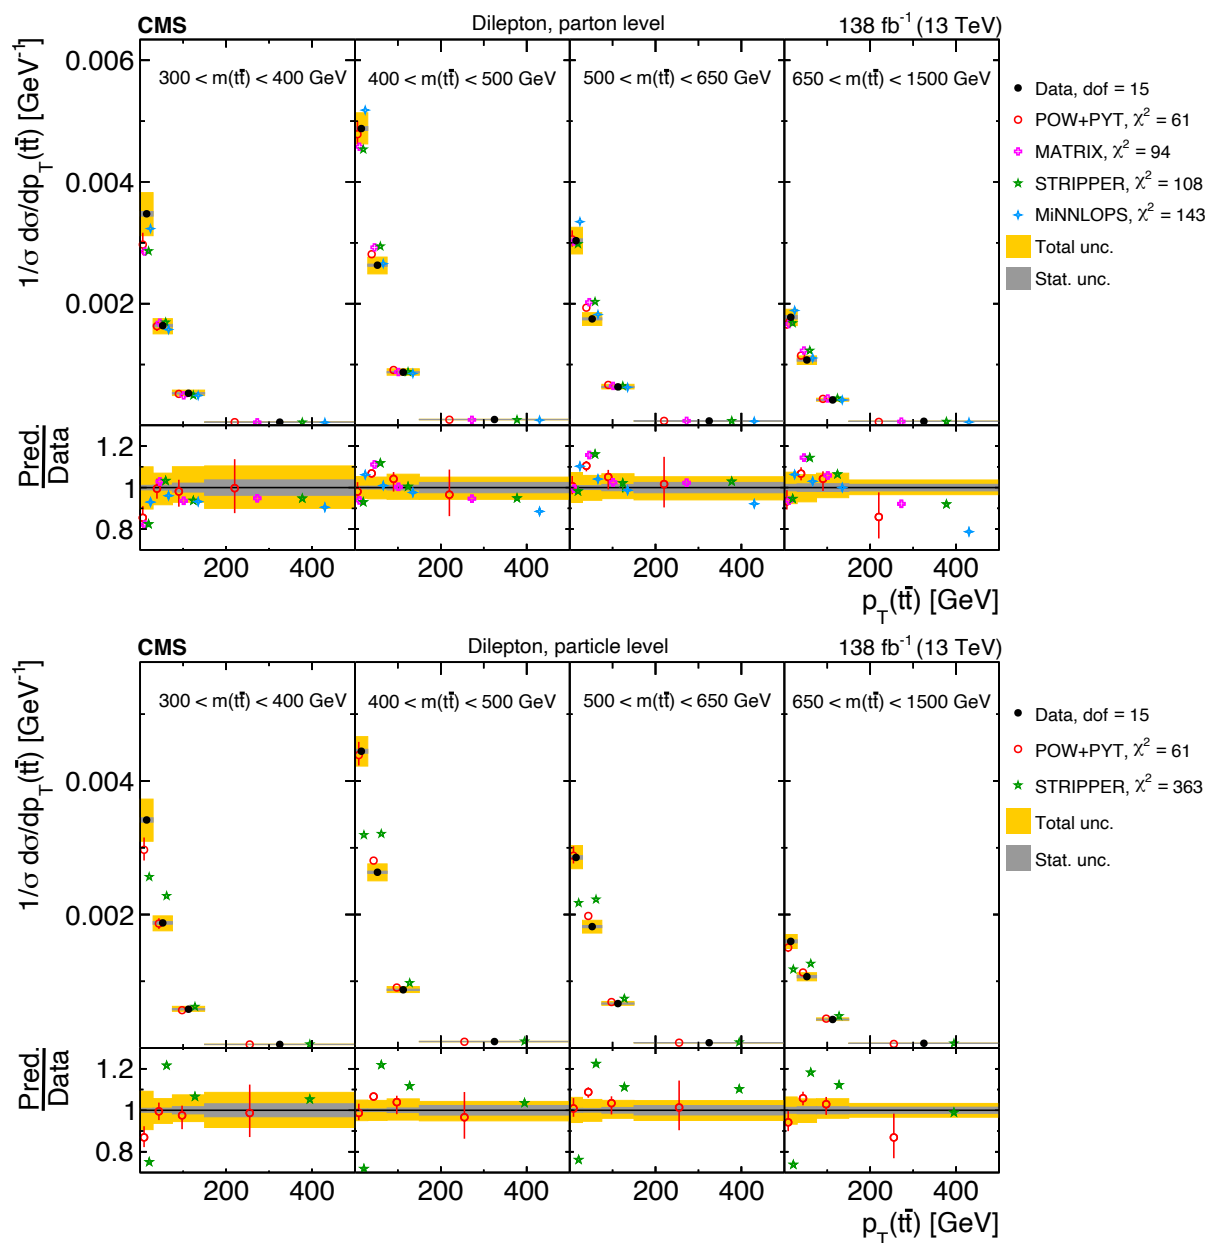 CMS Dilepton, parton level 138 fb⁻¹ (13 TeV)
1/σ dσ/dp_T(tt̄) [GeV⁻¹]
0.006
0.004
0.002
300 < m(tt̄) < 400 GeV
400 < m(tt̄) < 500 GeV
500 < m(tt̄) < 650 GeV
650 < m(tt̄) < 1500 GeV
Data, dof = 15
POW+PYT, χ² = 61
MATRIX, χ² = 94
STRIPPER, χ² = 108
MiNNLOPS, χ² = 143
Total unc.
Stat. unc.
Pred.
Data
1.2
1
0.8
200 400 200 400 200 400 200 400
p_T(tt̄) [GeV]
CMS Dilepton, particle level 138 fb⁻¹ (13 TeV)
1/σ dσ/dp_T(tt̄) [GeV⁻¹]
0.004
0.002
300 < m(tt̄) < 400 GeV
400 < m(tt̄) < 500 GeV
500 < m(tt̄) < 650 GeV
650 < m(tt̄) < 1500 GeV
Data, dof = 15
POW+PYT, χ² = 61
STRIPPER, χ² = 363
Total unc.
Stat. unc.
Pred.
Data
1.2
1
0.8
200 400 200 400 200 400 200 400
p_T(tt̄) [GeV]